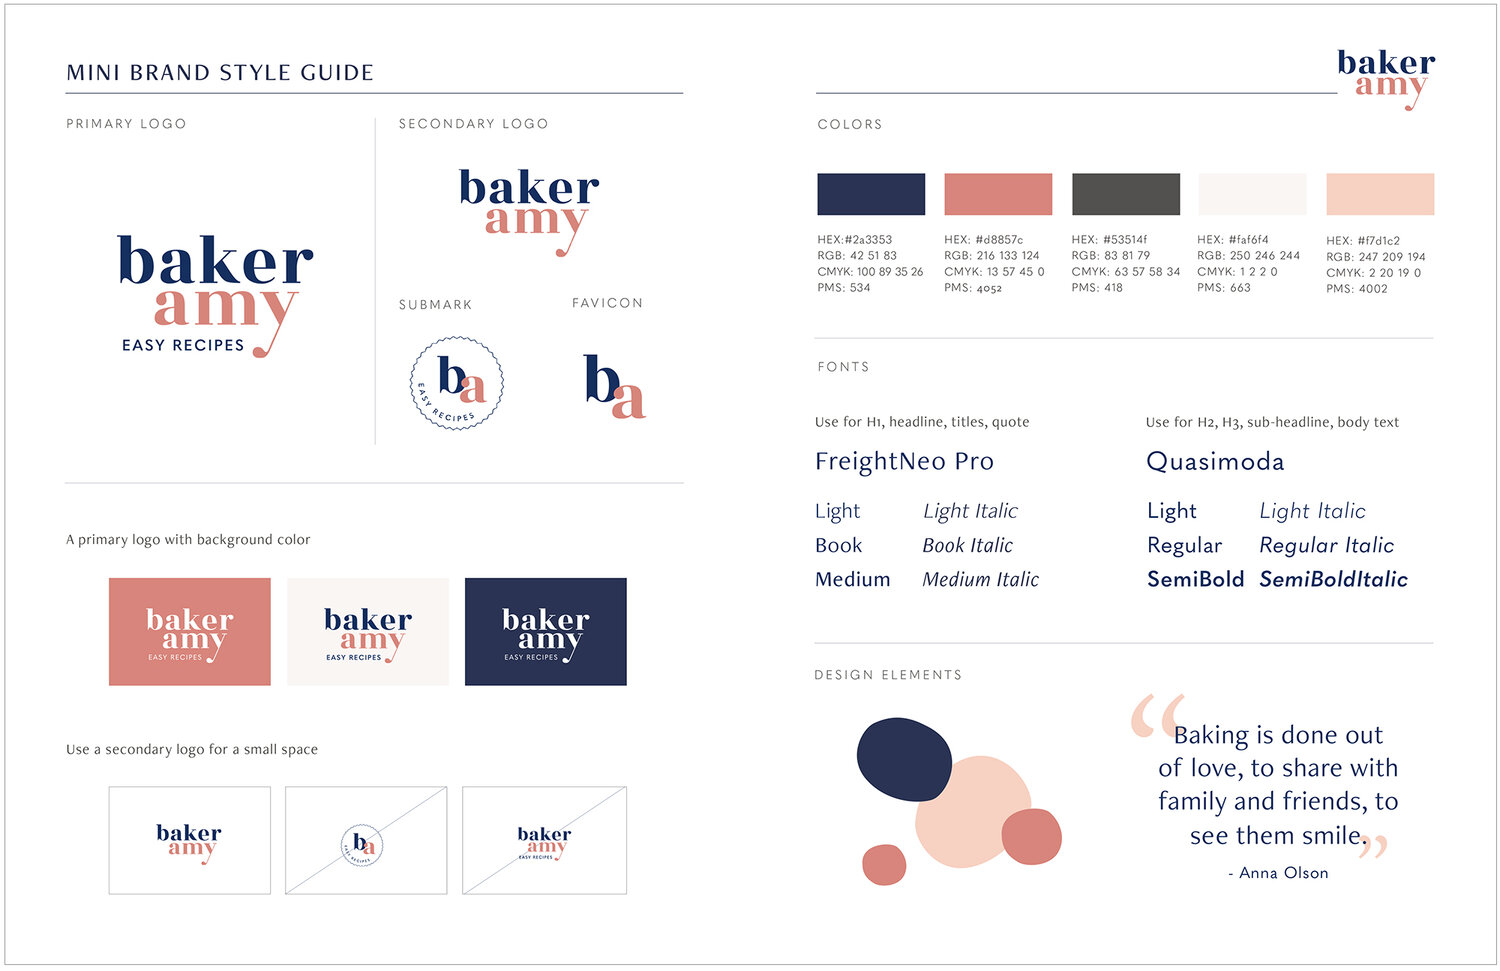 MINI BRAND STYLE GUIDE
PRIMARY LOGO
baker
amy
EASY RECIPES
SECONDARY LOGO
baker
amy
SUBMARK
ba
EASY RECIPES
FAVICON
ba
A primary logo with background color
baker
amy
EASY RECIPES
baker
amy
EASY RECIPES
baker
amy
EASY RECIPES
Use a secondary logo for a small space
baker
amy
ba
EASY RECIPES
baker
amy
EASY RECIPES
baker
amy
COLORS
HEX:#2a3353
RGB: 42 51 83
CMYK: 100 89 35 26
PMS: 534
HEX: #d8857c
RGB: 216 133 124
CMYK: 13 57 45 0
PMS: 4052
HEX: #53514f
RGB: 83 81 79
CMYK: 63 57 58 34
PMS: 418
HEX: #faf6f4
RGB: 250 246 244
CMYK: 1 2 2 0
PMS: 663
HEX: #f7d1c2
RGB: 247 209 194
CMYK: 2 20 19 0
PMS: 4002
FONTS
Use for H1, headline, titles, quote
FreightNeo Pro
Light Light Italic
Book Book Italic
Medium Medium Italic
Use for H2, H3, sub-headline, body text
Quasimoda
Light Light Italic
Regular Regular Italic
SemiBold SemiBoldItalic
DESIGN ELEMENTS
“Baking is done out
of love, to share with
family and friends, to
see them smile.”
- Anna Olson